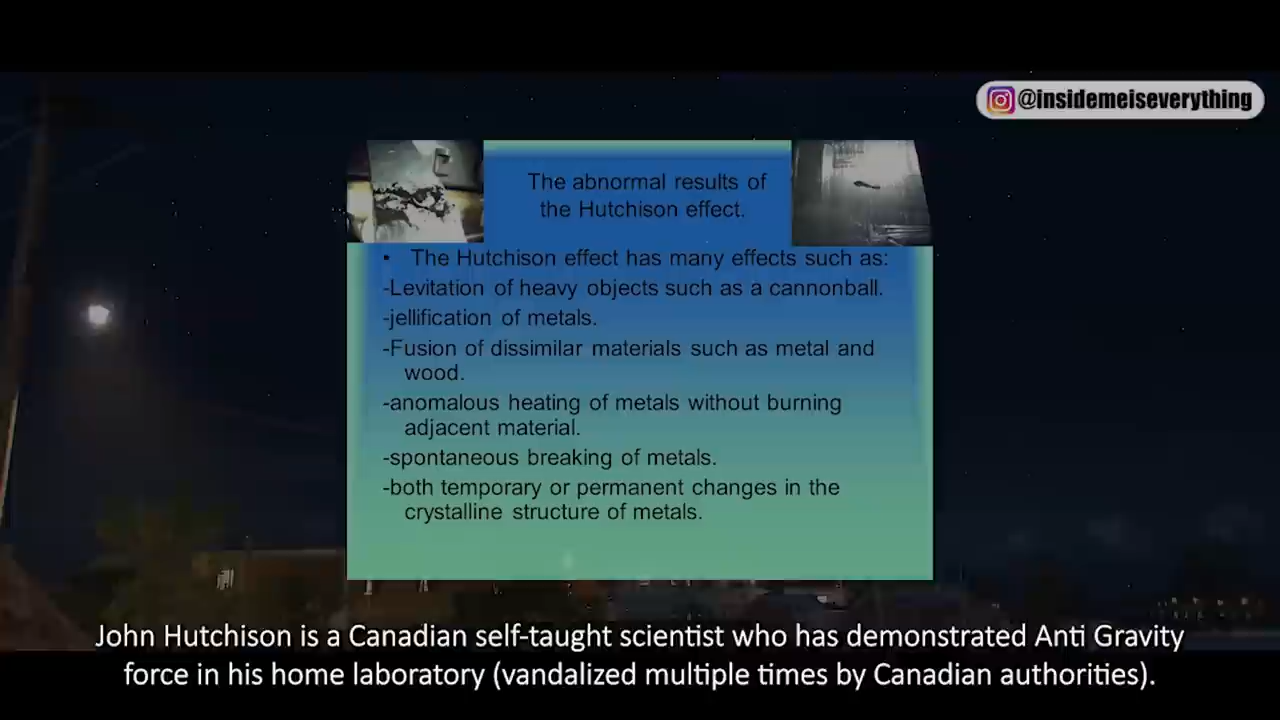 @insidemeiseverything
The abnormal results of
the Hutchison effect.
• The Hutchison effect has many effects such as:
-Levitation of heavy objects such as a cannonball.
-jellification of metals.
-Fusion of dissimilar materials such as metal and
wood.
-anomalous heating of metals without burning
adjacent material.
-spontaneous breaking of metals.
-both temporary or permanent changes in the
crystalline structure of metals.
John Hutchison is a Canadian self-taught scientist who has demonstrated Anti Gravity
force in his home laboratory (vandalized multiple times by Canadian authorities).